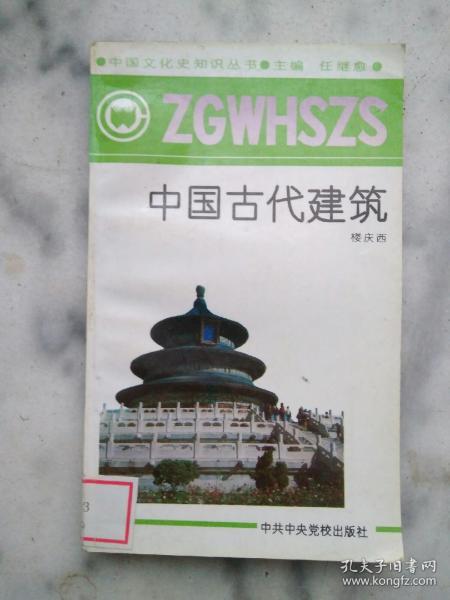 ●中国文化史知识丛书●主编 任继愈●
ZGWHSZS
中国古代建筑
楼庆西
3
中共中央党校出版社
孔夫子旧书网
www.kongfz.com